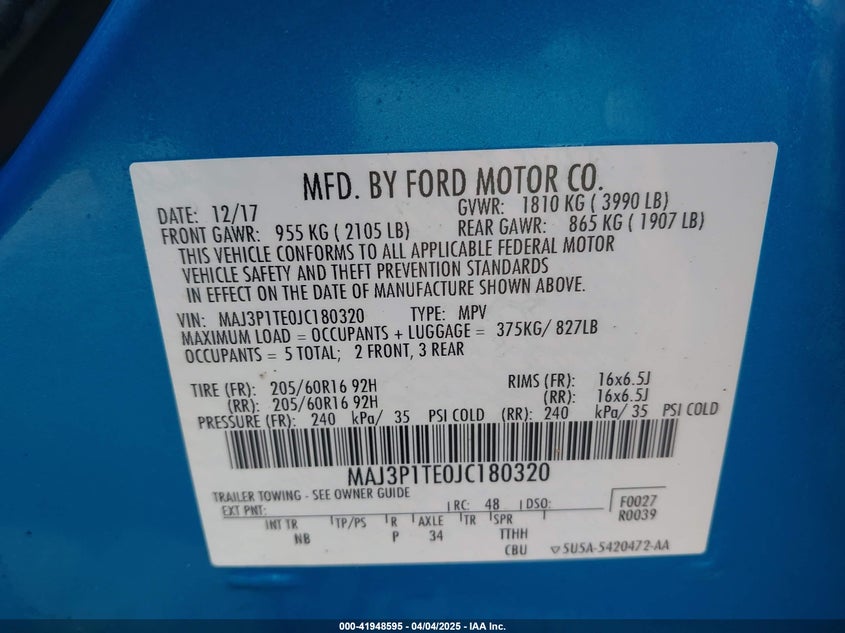 MFD. BY FORD MOTOR CO.
DATE: 12/17 GVWR: 1810 KG ( 3990 LB)
FRONT GAWR: 955 KG ( 2105 LB) REAR GAWR: 865 KG ( 1907 LB)
THIS VEHICLE CONFORMS TO ALL APPLICABLE FEDERAL MOTOR
VEHICLE SAFETY AND THEFT PREVENTION STANDARDS
IN EFFECT ON THE DATE OF MANUFACTURE SHOWN ABOVE.
VIN: MAJ3P1TE0JC180320 TYPE: MPV
MAXIMUM LOAD = OCCUPANTS + LUGGAGE = 375KG/ 827LB
OCCUPANTS = 5 TOTAL; 2 FRONT, 3 REAR
TIRE (FR): 205/60R16 92H RIMS (FR): 16x6.5J
(RR): 205/60R16 92H (RR): 16x6.5J
PRESSURE (FR): 240 kPa/ 35 PSI COLD (RR): 240 kPa/ 35 PSI COLD
MAJ3P1TE0JC180320
TRAILER TOWING - SEE OWNER GUIDE
EXT PNT: RC: 48 DSO: F0027
R0039
INT TR TP/PS R AXLE TR SPR
NB P 34 TTHH
CBU 5U5A-5420472-AA
000-41948595 - 04/04/2025 - IAA Inc.